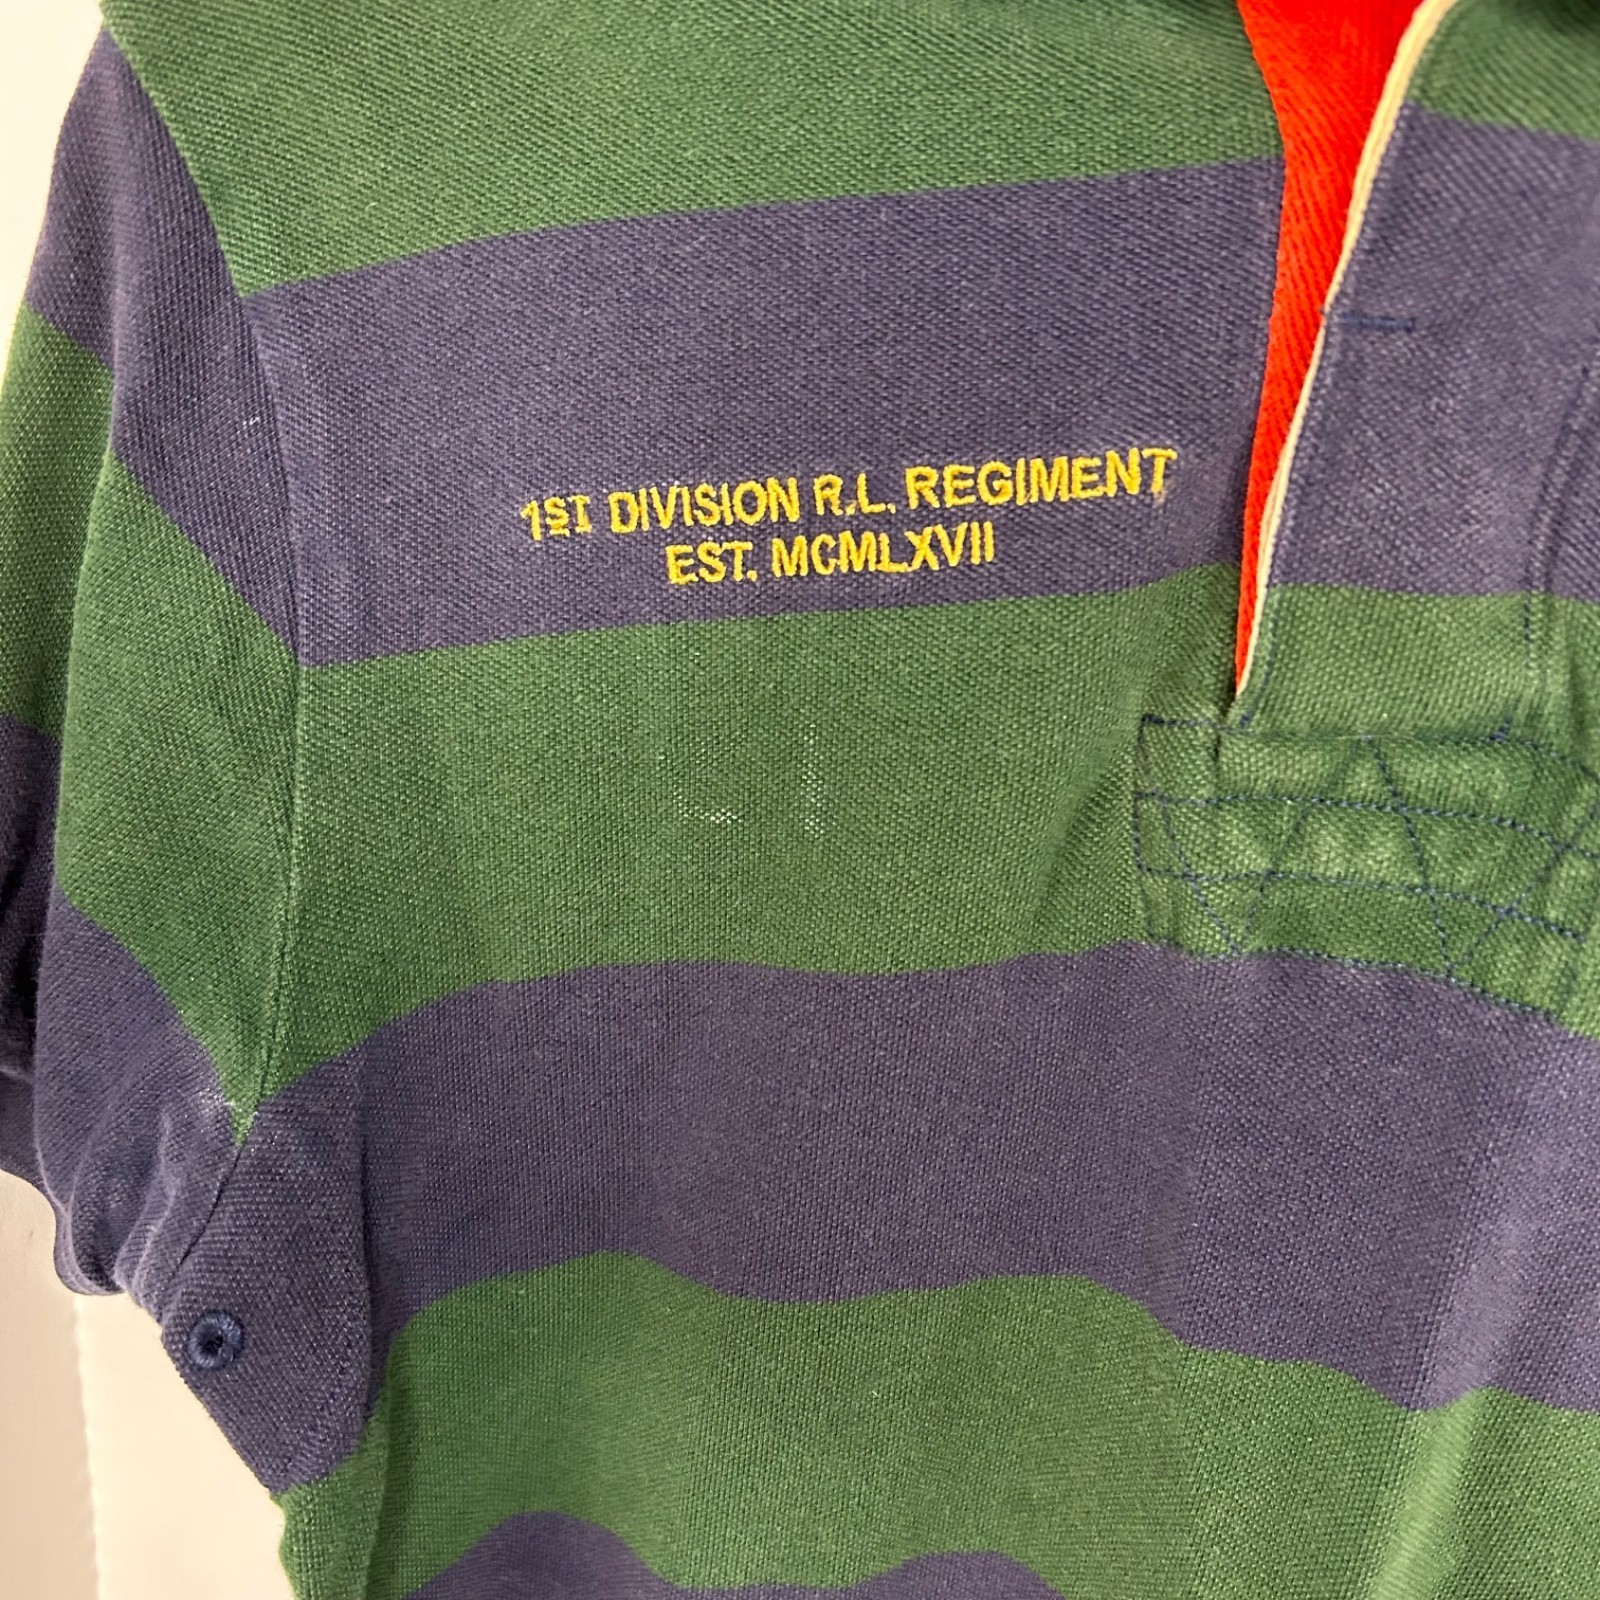 1ST DIVISION R.L. REGIMENT
EST. MCMLXVII